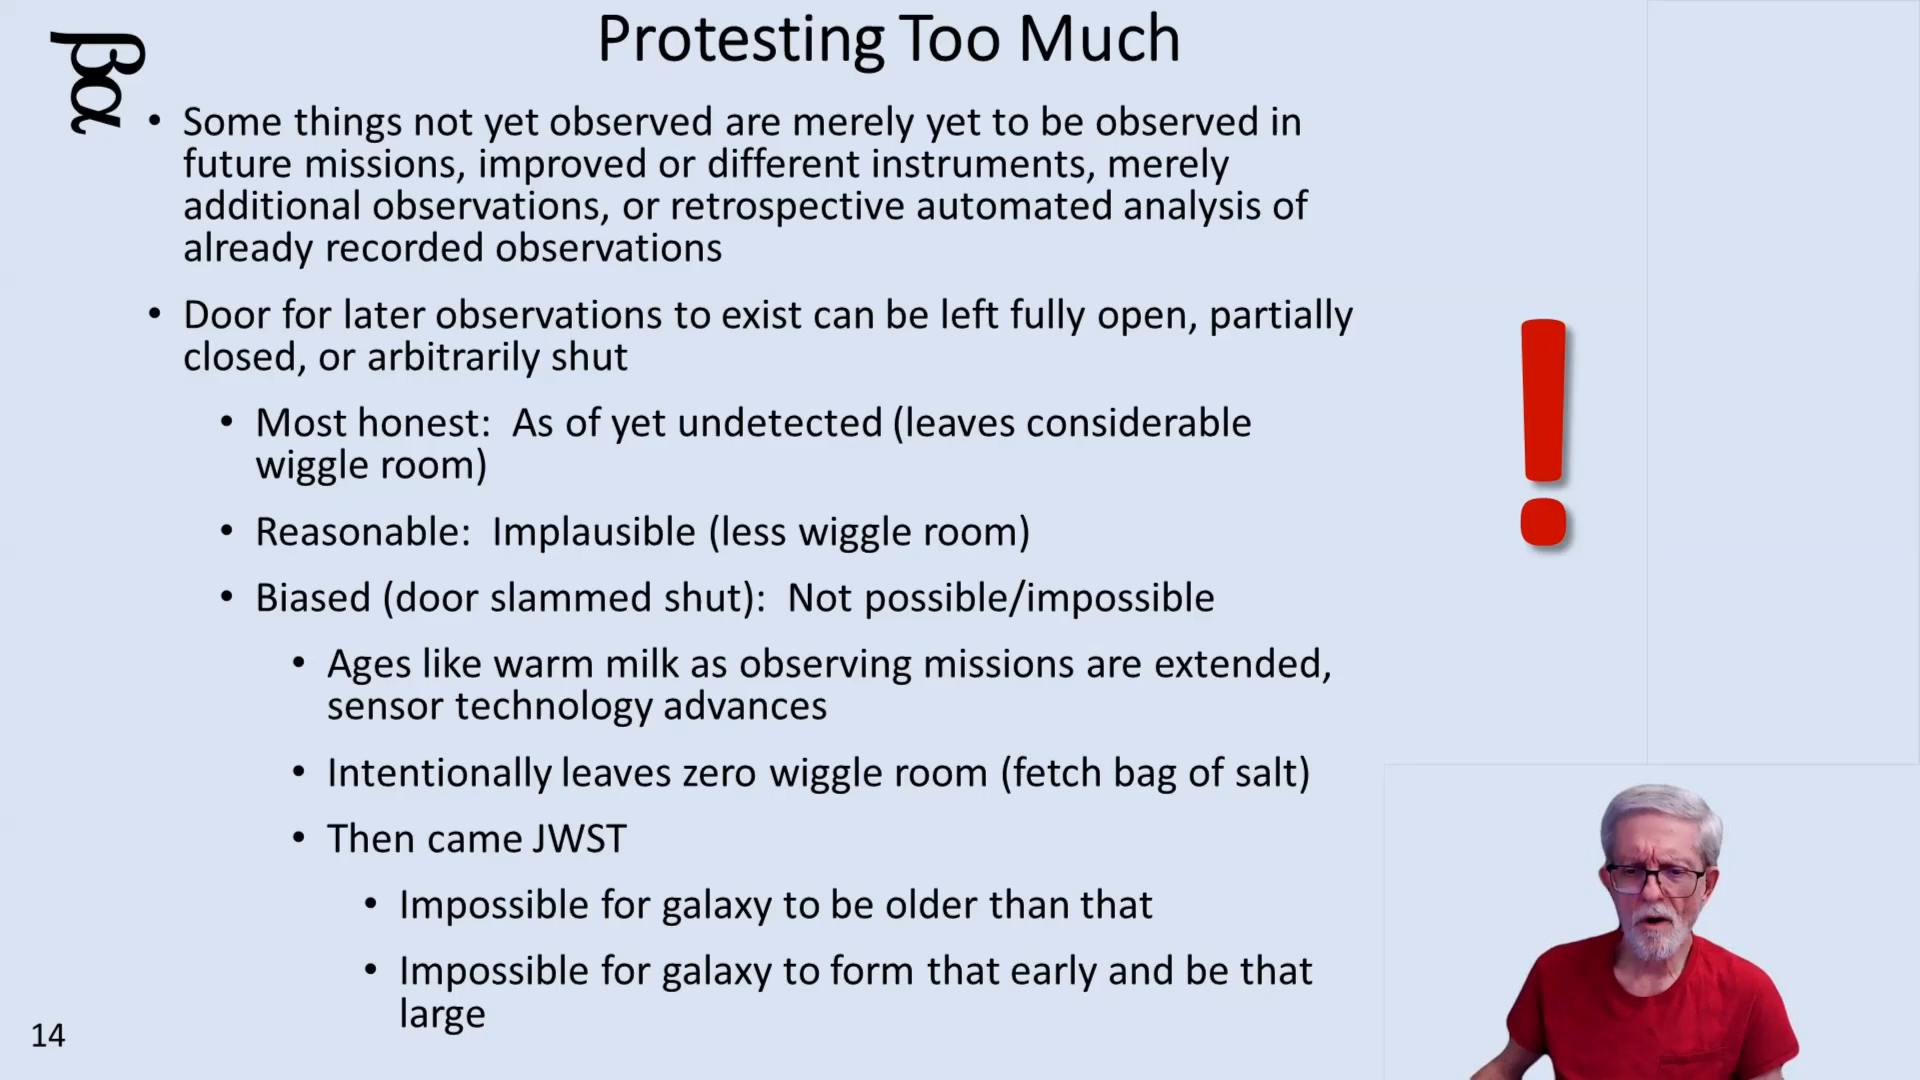 Protesting Too Much
βα
• Some things not yet observed are merely yet to be observed in
future missions, improved or different instruments, merely
additional observations, or retrospective automated analysis of
already recorded observations
• Door for later observations to exist can be left fully open, partially
closed, or arbitrarily shut
• Most honest:  As of yet undetected (leaves considerable
wiggle room)
• Reasonable:  Implausible (less wiggle room)
• Biased (door slammed shut):  Not possible/impossible
• Ages like warm milk as observing missions are extended,
sensor technology advances
• Intentionally leaves zero wiggle room (fetch bag of salt)
• Then came JWST
• Impossible for galaxy to be older than that
• Impossible for galaxy to form that early and be that
large
!
14